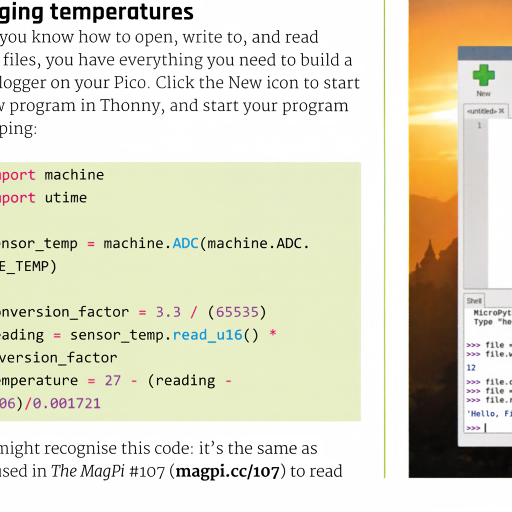 ging temperatures
you know how to open, write to, and read
files, you have everything you need to build a
logger on your Pico. Click the New icon to start
w program in Thonny, and start your program
ping:
port machine
port utime
ensor_temp = machine.ADC(machine.ADC.
E_TEMP)
onversion_factor = 3.3 / (65535)
eading = sensor_temp.read_u16() *
version_factor
emperature = 27 - (reading -
06)/0.001721
might recognise this code: it’s the same as
used in The MagPi #107 (magpi.cc/107) to read
New
<untitled> ✕
1
Shell
MicroPyt
Type "he
>>> file =
>>> file.w
12
>>> file.c
>>> file =
>>> file.r
'Hello, Fi
>>>